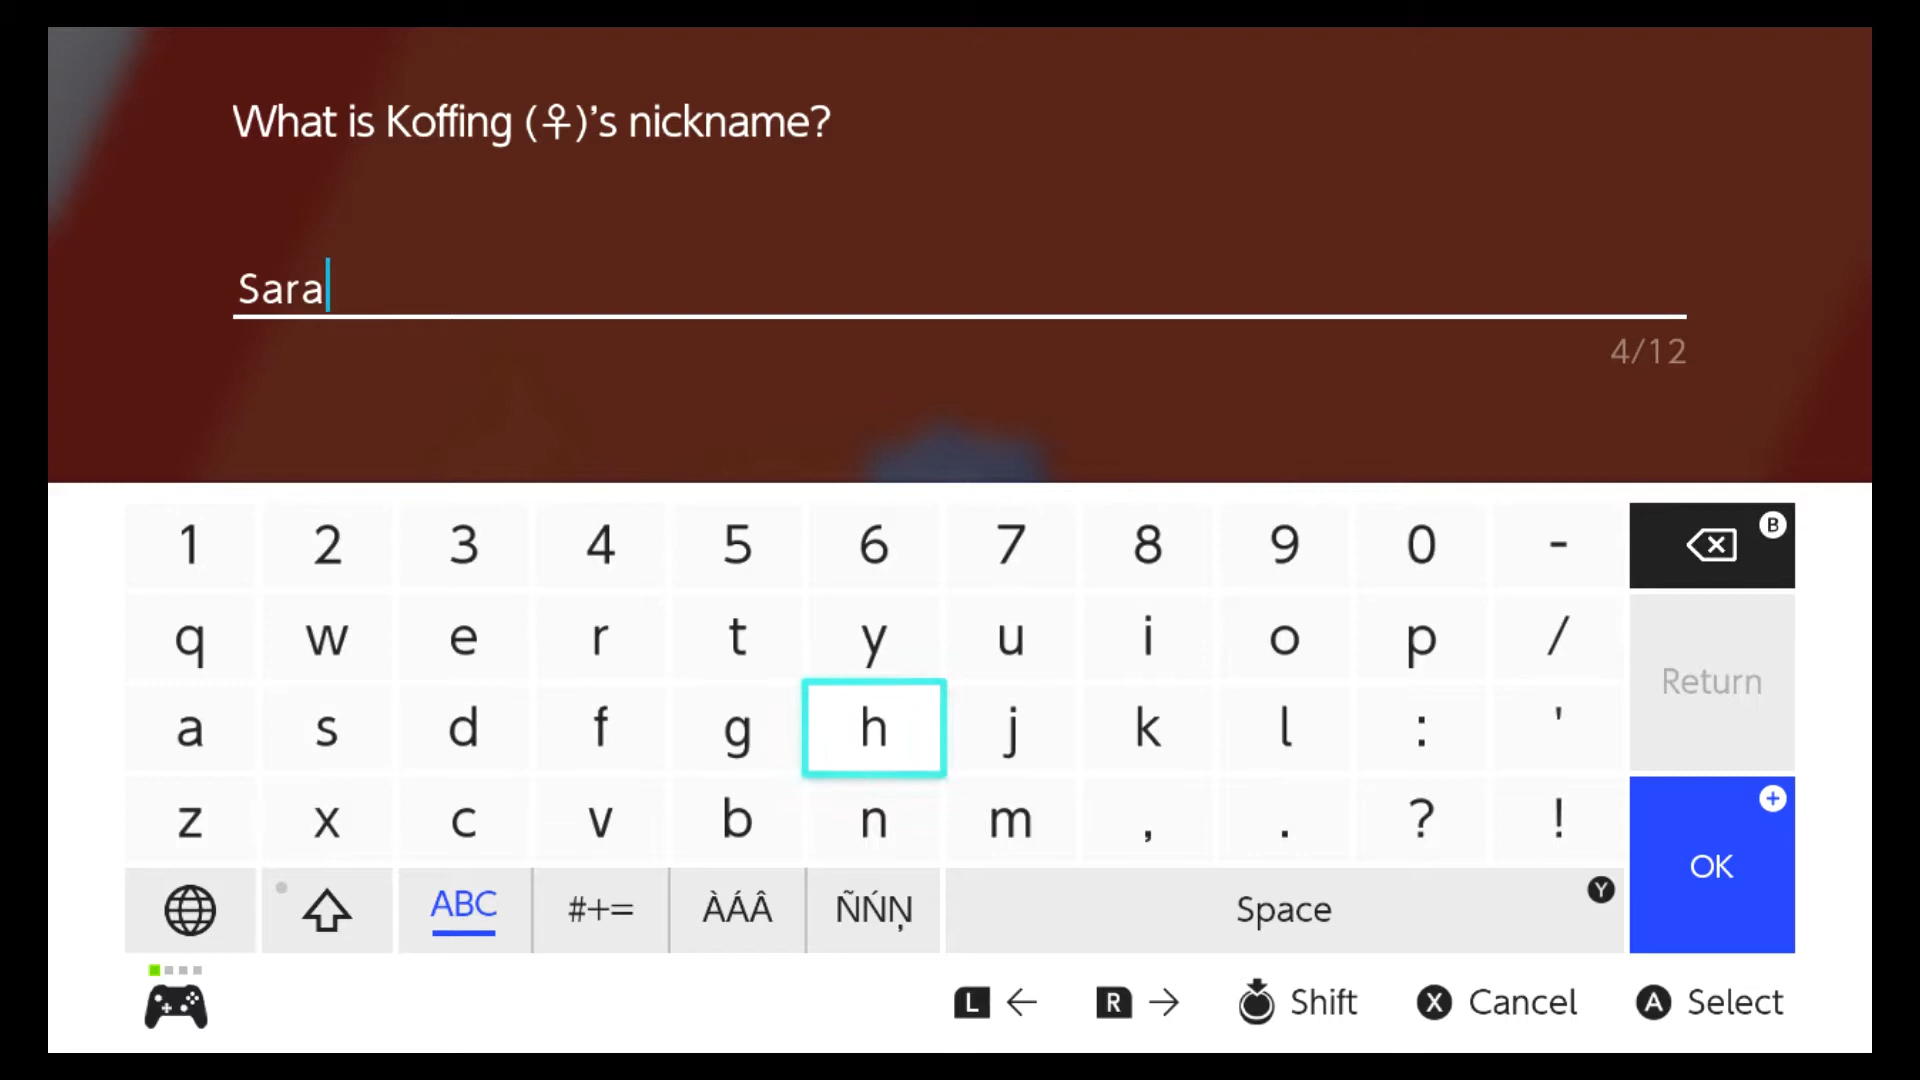 What is Koffing (♀)'s nickname?
Sara
4/12
1 2 3 4 5 6 7 8 9 0 - B
q w e r t y u i o p / Return
a s d f g h j k l : '
z x c v b n m , . ? ! + OK
ABC #+= ÀÁÂ ÑŃŅ Space Y
L ← R → Shift X Cancel A Select